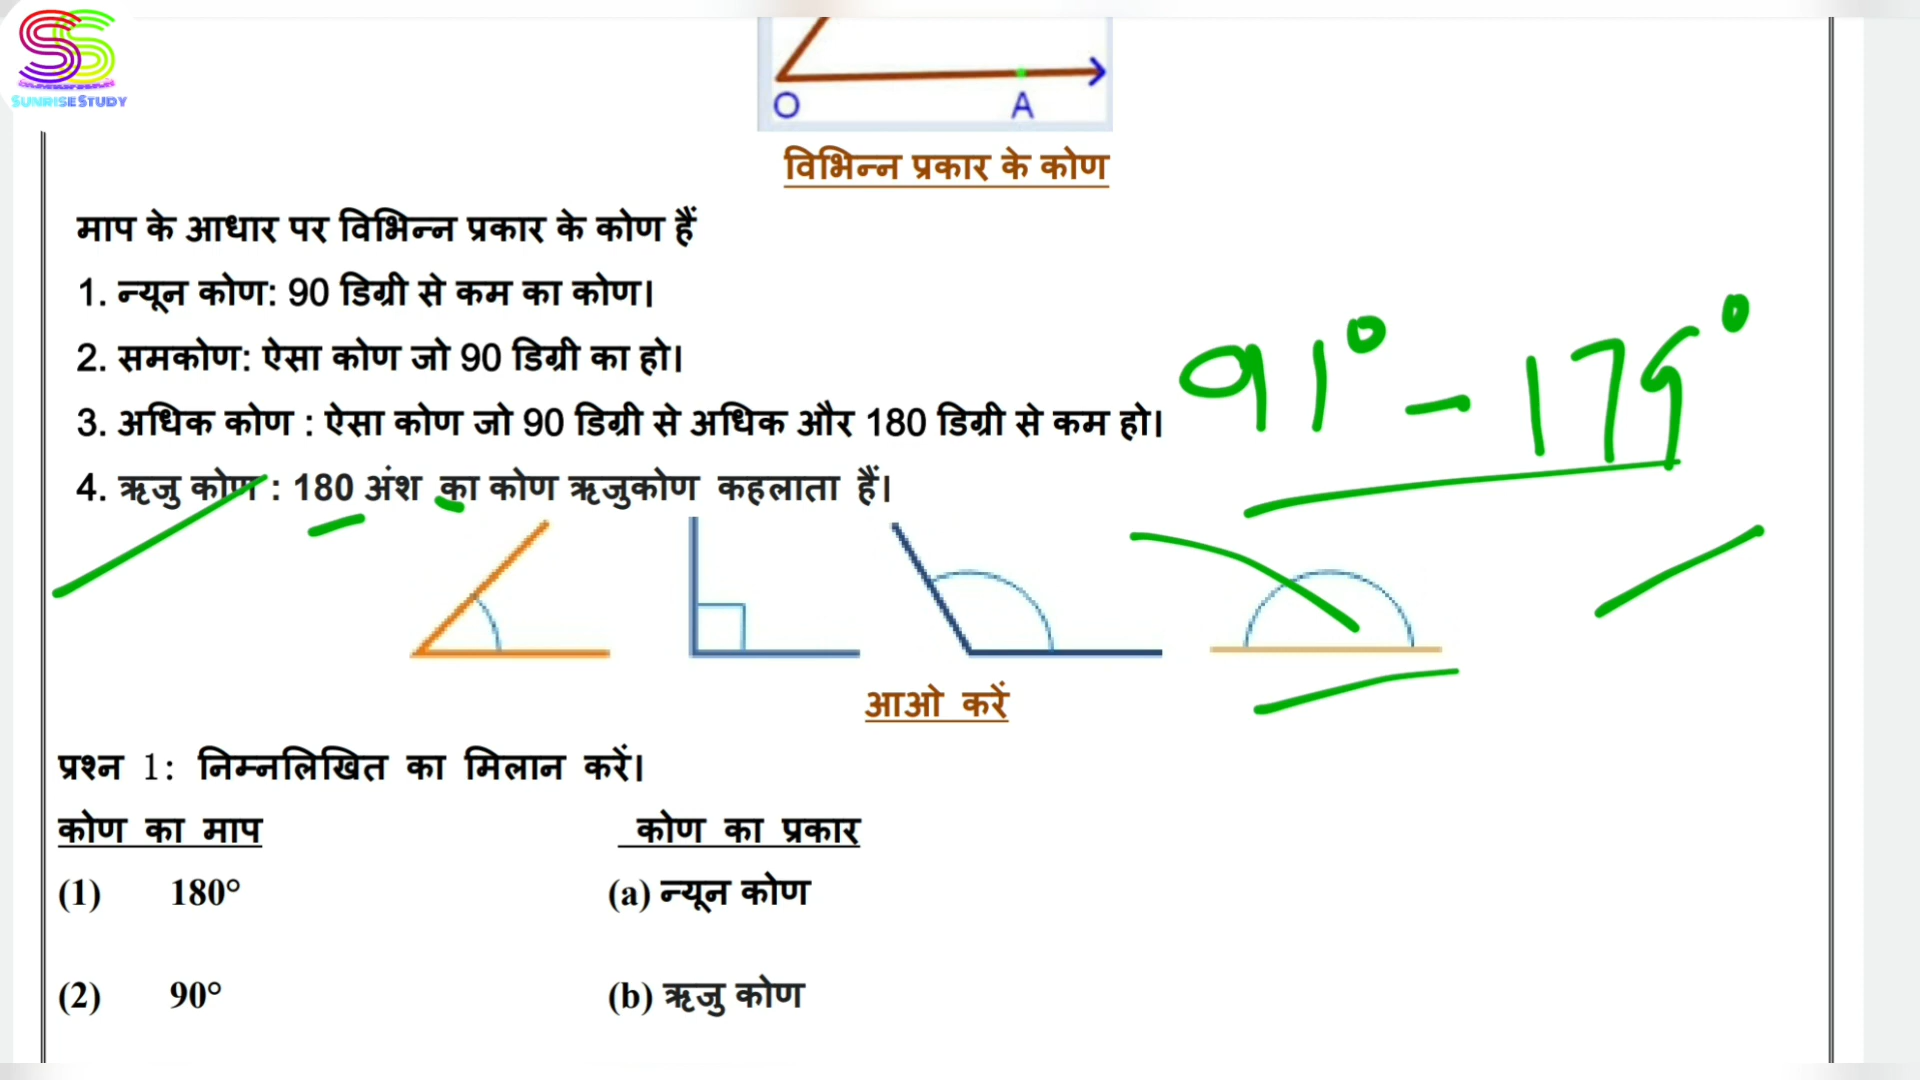 SS
SUNRISE STUDY
O A
विभिन्न प्रकार के कोण
माप के आधार पर विभिन्न प्रकार के कोण हैं
1. न्यून कोण: 90 डिग्री से कम का कोण।
2. समकोण: ऐसा कोण जो 90 डिग्री का हो।
91° - 179°
3. अधिक कोण : ऐसा कोण जो 90 डिग्री से अधिक और 180 डिग्री से कम हो।
4. ऋजु कोण : 180 अंश का कोण ऋजुकोण कहलाता हैं।
आओ करें
प्रश्न 1: निम्नलिखित का मिलान करें।
कोण का माप कोण का प्रकार
(1) 180° (a) न्यून कोण
(2) 90° (b) ऋजु कोण